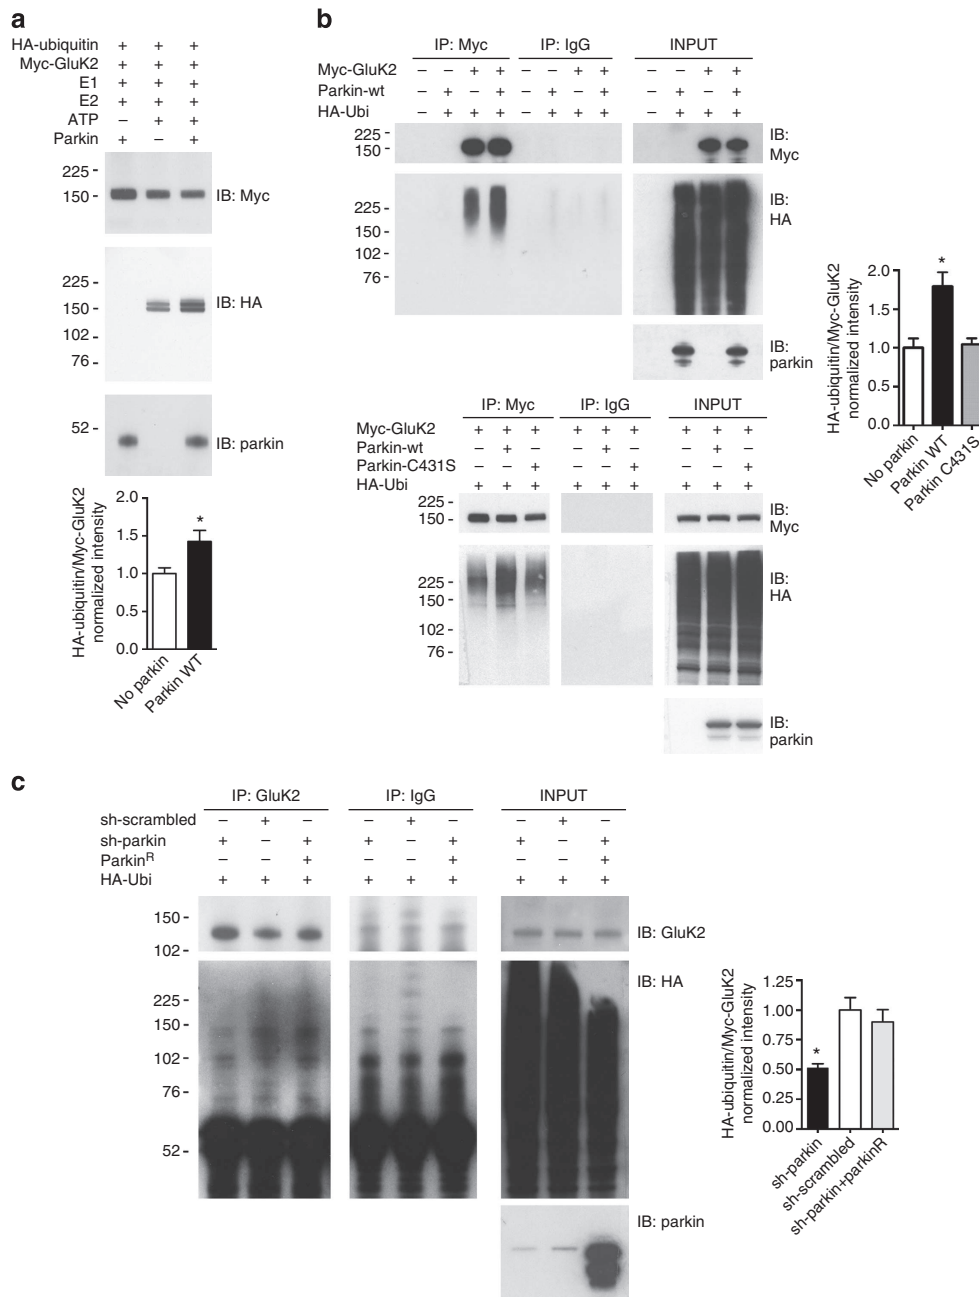 a
HA-ubiquitin + + +
Myc-GluK2 + + +
E1 + + +
E2 + + +
ATP – + +
Parkin + – +
225 -
150 -
IB: Myc
225 -
150 -
102 -
76 -
IB: HA
52 -
IB: parkin
2.0
1.5
1.0
0.5
0.0
HA-ubiquitin/Myc-GluK2
normalized intensity
*
No parkin
Parkin WT
b
IP: Myc IP: IgG INPUT
Myc-GluK2 – – + + – – + + – – + +
Parkin-wt – + – + – + – + – + – +
HA-Ubi – + + + – + + + – + + +
225 -
150 -
IB:
Myc
225 -
150 -
102 -
76 -
IB:
HA
IB:
parkin
2.0
1.5
1.0
0.5
0.0
HA-ubiquitin/Myc-GluK2
normalized intensity
*
No parkin
Parkin WT
Parkin C431S
IP: Myc IP: IgG INPUT
Myc-GluK2 + + + + + + + + +
Parkin-wt – + – – + – – + –
Parkin-C431S – – + – – + – – +
HA-Ubi + + + + + + + + +
225 -
150 -
IB:
Myc
225 -
150 -
102 -
76 -
IB:
HA
IB:
parkin
c
IP: GluK2 IP: IgG INPUT
sh-scrambled – + – – + – – + –
sh-parkin + – + + – + + – +
ParkinR – – + – – + – – +
HA-Ubi + + + + + + + + +
150 -
102 -
IB: GluK2
225 -
150 -
102 -
76 -
52 -
IB: HA
IB: parkin
1.25
1.00
0.75
0.50
0.25
0.00
HA-ubiquitin/Myc-GluK2
normalized intensity
*
sh-parkin
sh-scrambled
sh-parkin+parkinR